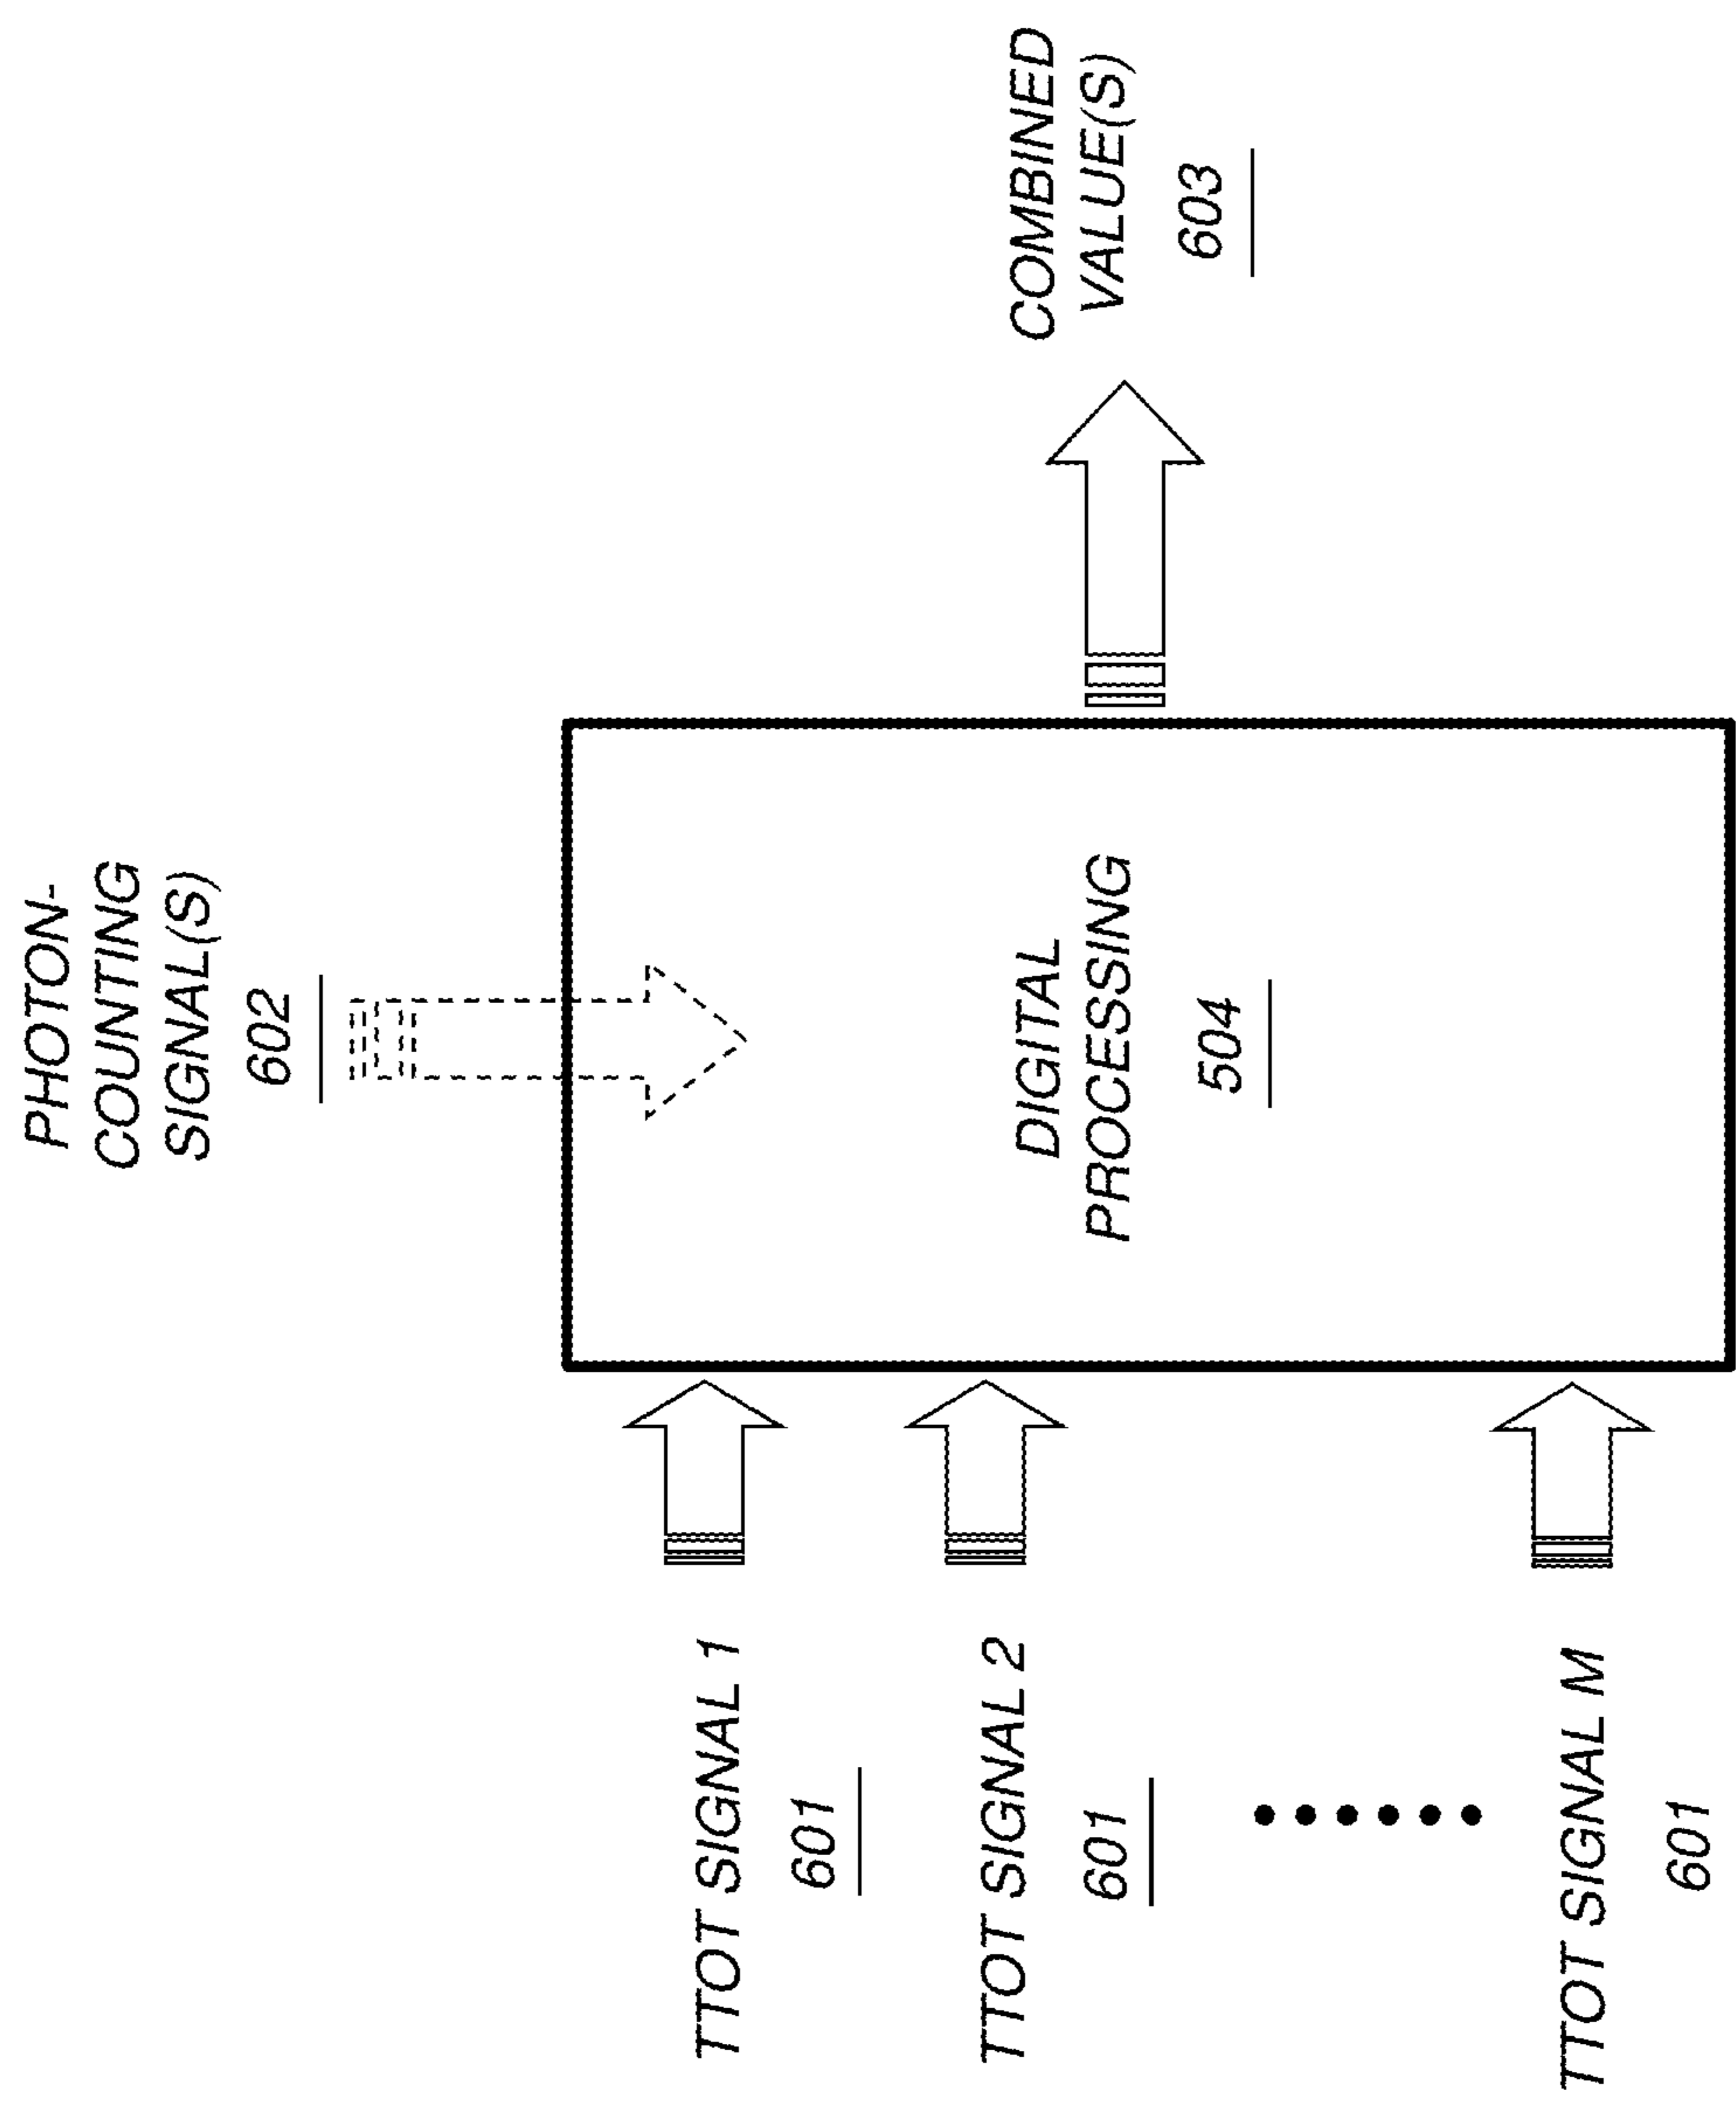 PHOTON-
COUNTING
SIGNAL(S)
602
TTOT SIGNAL 1
601
TTOT SIGNAL 2
601
TTOT SIGNAL M
601
DIGITAL
PROCESSING
504
COMBINED
VALUE(S)
603